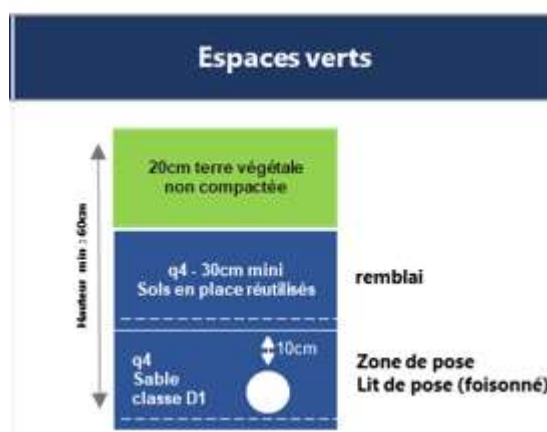 Espaces verts
20cm terre végétale
non compactée
Hauteur min : 60cm
q4 - 30cm mini
Sols en place réutilisés
remblai
10cm
q4
Sable
classe D1
Zone de pose
Lit de pose (foisonné)